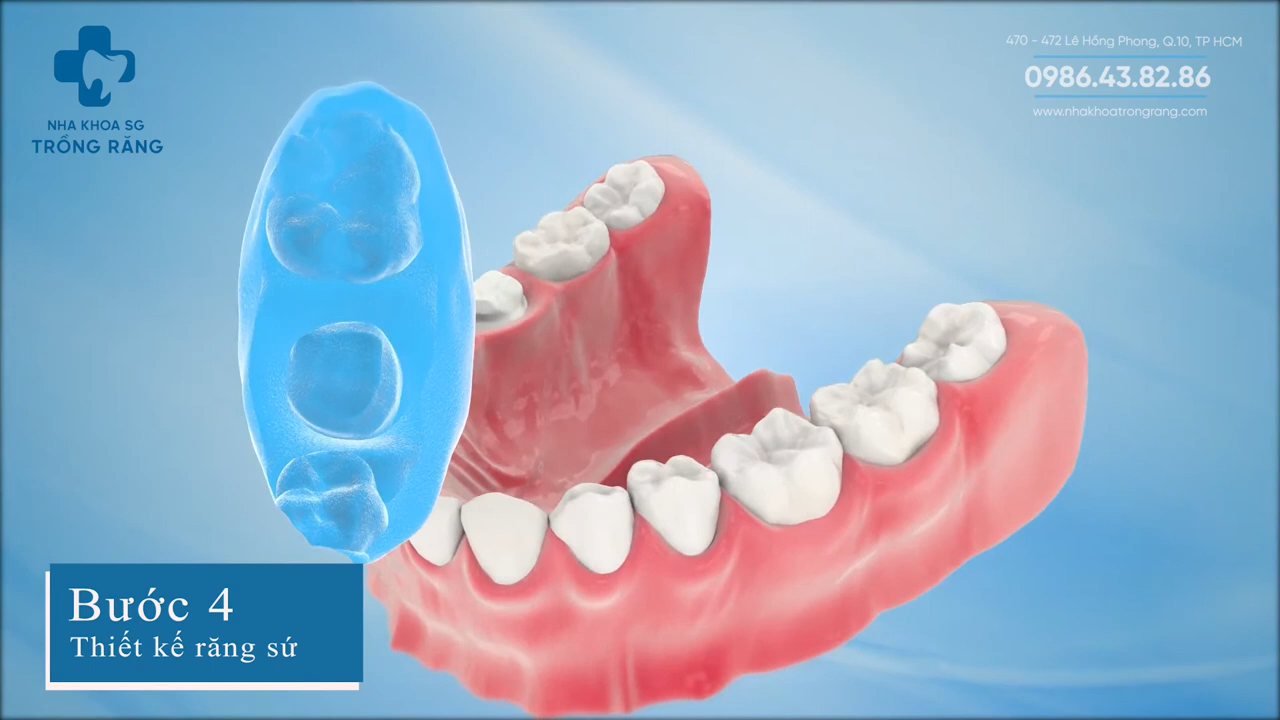 NHA KHOA SG
TRỒNG RĂNG
470 - 472 Lê Hồng Phong, Q.10, TP HCM
0986.43.82.86
www.nhakhoatrongrang.com
Bước 4
Thiết kế răng sứ